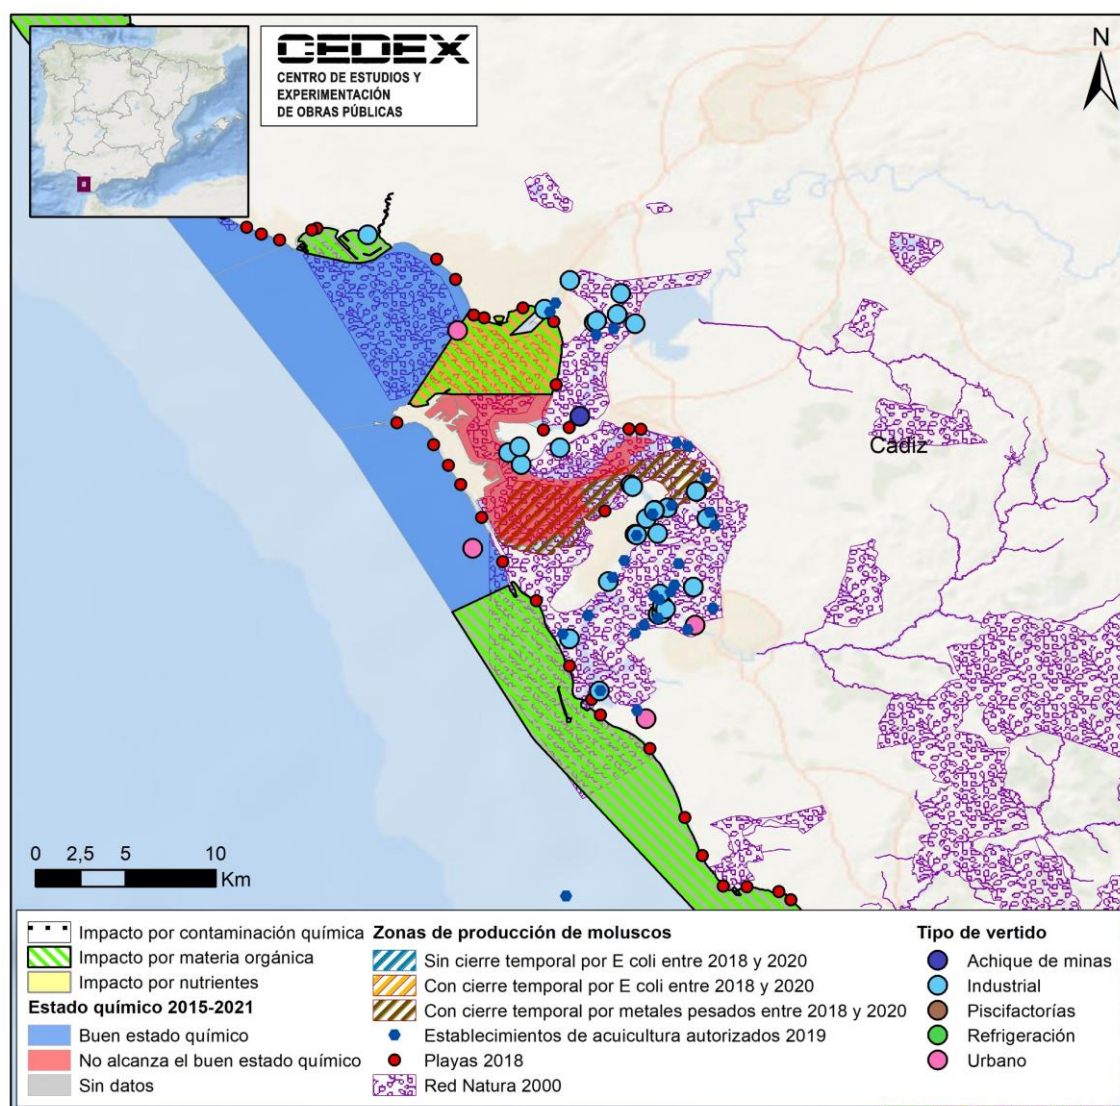 CEDEX
CENTRO DE ESTUDIOS Y
EXPERIMENTACIÓN
DE OBRAS PÚBLICAS
N
Cádiz
0 2,5 5 10
Km
Impacto por contaminación química
Impacto por materia orgánica
Impacto por nutrientes
Estado químico 2015-2021
Buen estado químico
No alcanza el buen estado químico
Sin datos
Zonas de producción de moluscos
Sin cierre temporal por E coli entre 2018 y 2020
Con cierre temporal por E coli entre 2018 y 2020
Con cierre temporal por metales pesados entre 2018 y 2020
Establecimientos de acuicultura autorizados 2019
Playas 2018
Red Natura 2000
Tipo de vertido
Achique de minas
Industrial
Piscifactorías
Refrigeración
Urbano